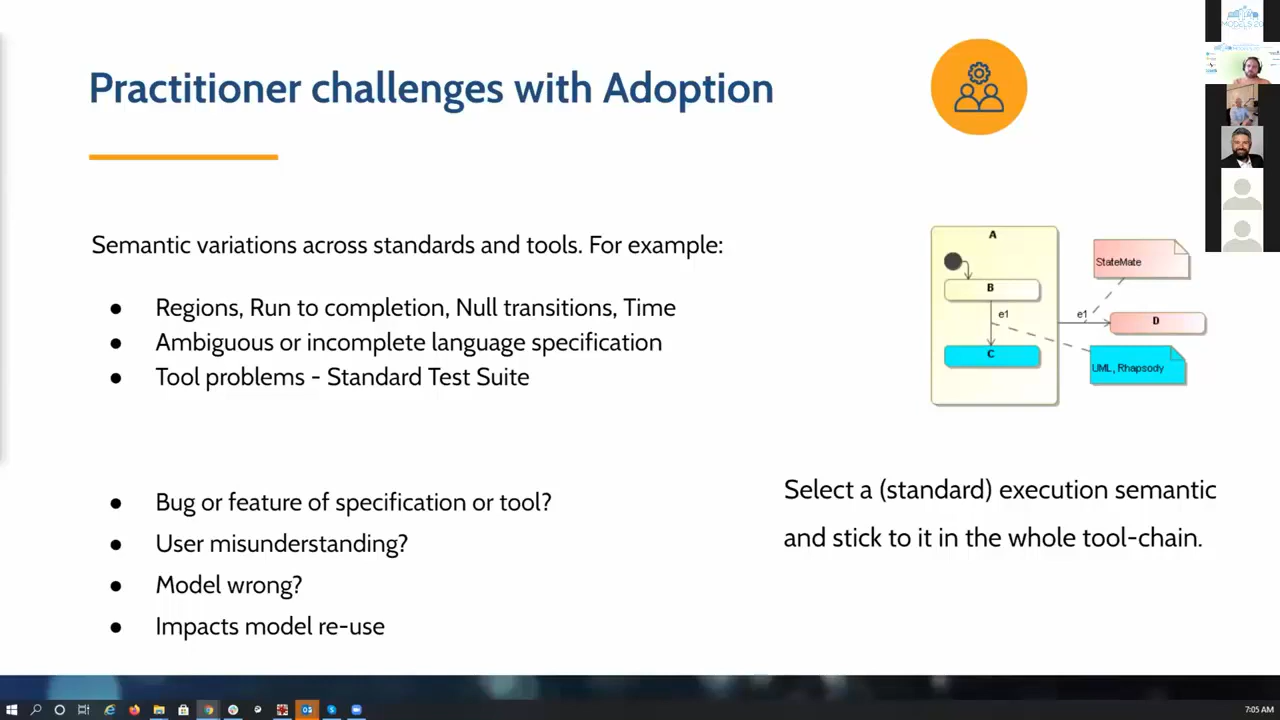 Practitioner challenges with Adoption
Semantic variations across standards and tools. For example:
● Regions, Run to completion, Null transitions, Time
● Ambiguous or incomplete language specification
● Tool problems - Standard Test Suite
● Bug or feature of specification or tool?
● User misunderstanding?
● Model wrong?
● Impacts model re-use
A
B
e1
C
StateMate
e1
D
UML, Rhapsody
Select a (standard) execution semantic
and stick to it in the whole tool-chain.
MODELS 20
7:05 AM